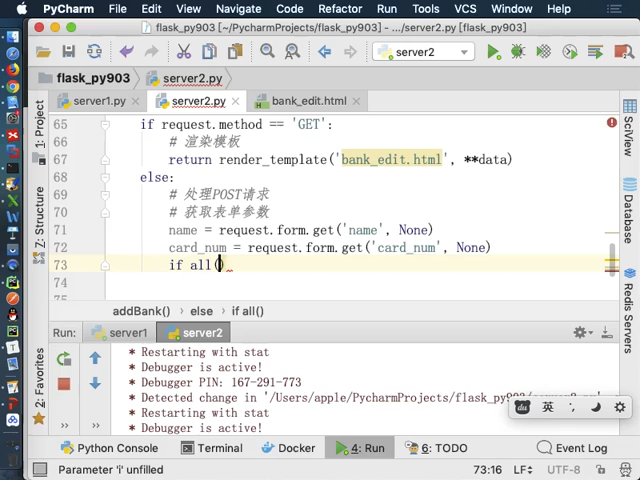 PyCharm File Edit View Navigate Code Refactor Run Tools VCS Window Help
flask_py903 [~/PycharmProjects/flask_py903] - .../server2.py [flask_py903]
server2
flask_py903 server2.py
server1.py server2.py bank_edit.html
1: Project
Z: Structure
2: Favorites
SciView
Database
Redis Servers
65 if request.method == 'GET':
66 # 渲染模板
67 return render_template('bank_edit.html', **data)
68 else:
69 # 处理POST请求
70 # 获取表单参数
71 name = request.form.get('name', None)
72 card_num = request.form.get('card_num', None)
73 if all()
74
75
addBank() else if all()
Run: server1 server2
* Restarting with stat
* Debugger is active!
* Debugger PIN: 167-291-773
* Detected change in '/Users/apple/PycharmProjects/flask_py903/
* Restarting with stat
* Debugger is active!
du 英
Python Console Terminal Docker 4: Run 6: TODO Event Log
Parameter 'i' unfilled 73:16 LF÷ UTF-8